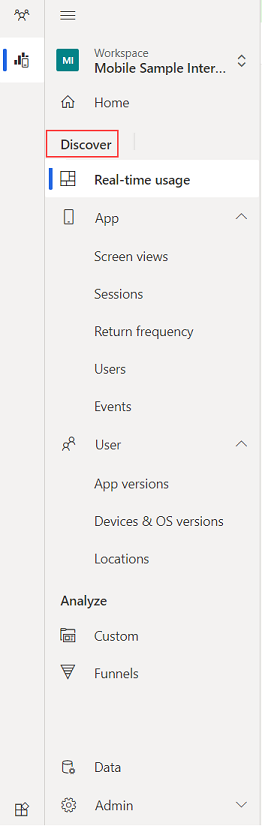 Workspace
MI
Mobile Sample Inter...
Home
Discover
Real-time usage
App
Screen views
Sessions
Return frequency
Users
Events
User
App versions
Devices & OS versions
Locations
Analyze
Custom
Funnels
Data
Admin